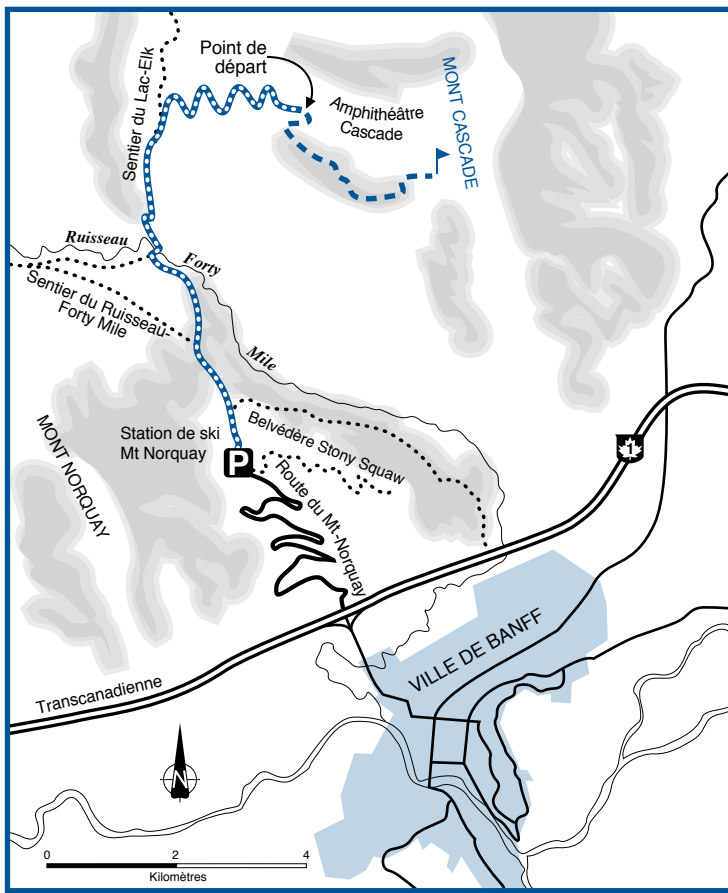 Point de
départ
Sentier du Lac-Elk
Amphithéâtre
Cascade
MONT CASCADE
Ruisseau
Forty
Mile
Sentier du Ruisseau-
Forty Mile
Station de ski
Mt Norquay
P
Belvédère Stony Squaw
Route du Mt-Norquay
MONT NORQUAY
1
VILLE DE BANFF
Transcanadienne
N
0 2 4
Kilomètres